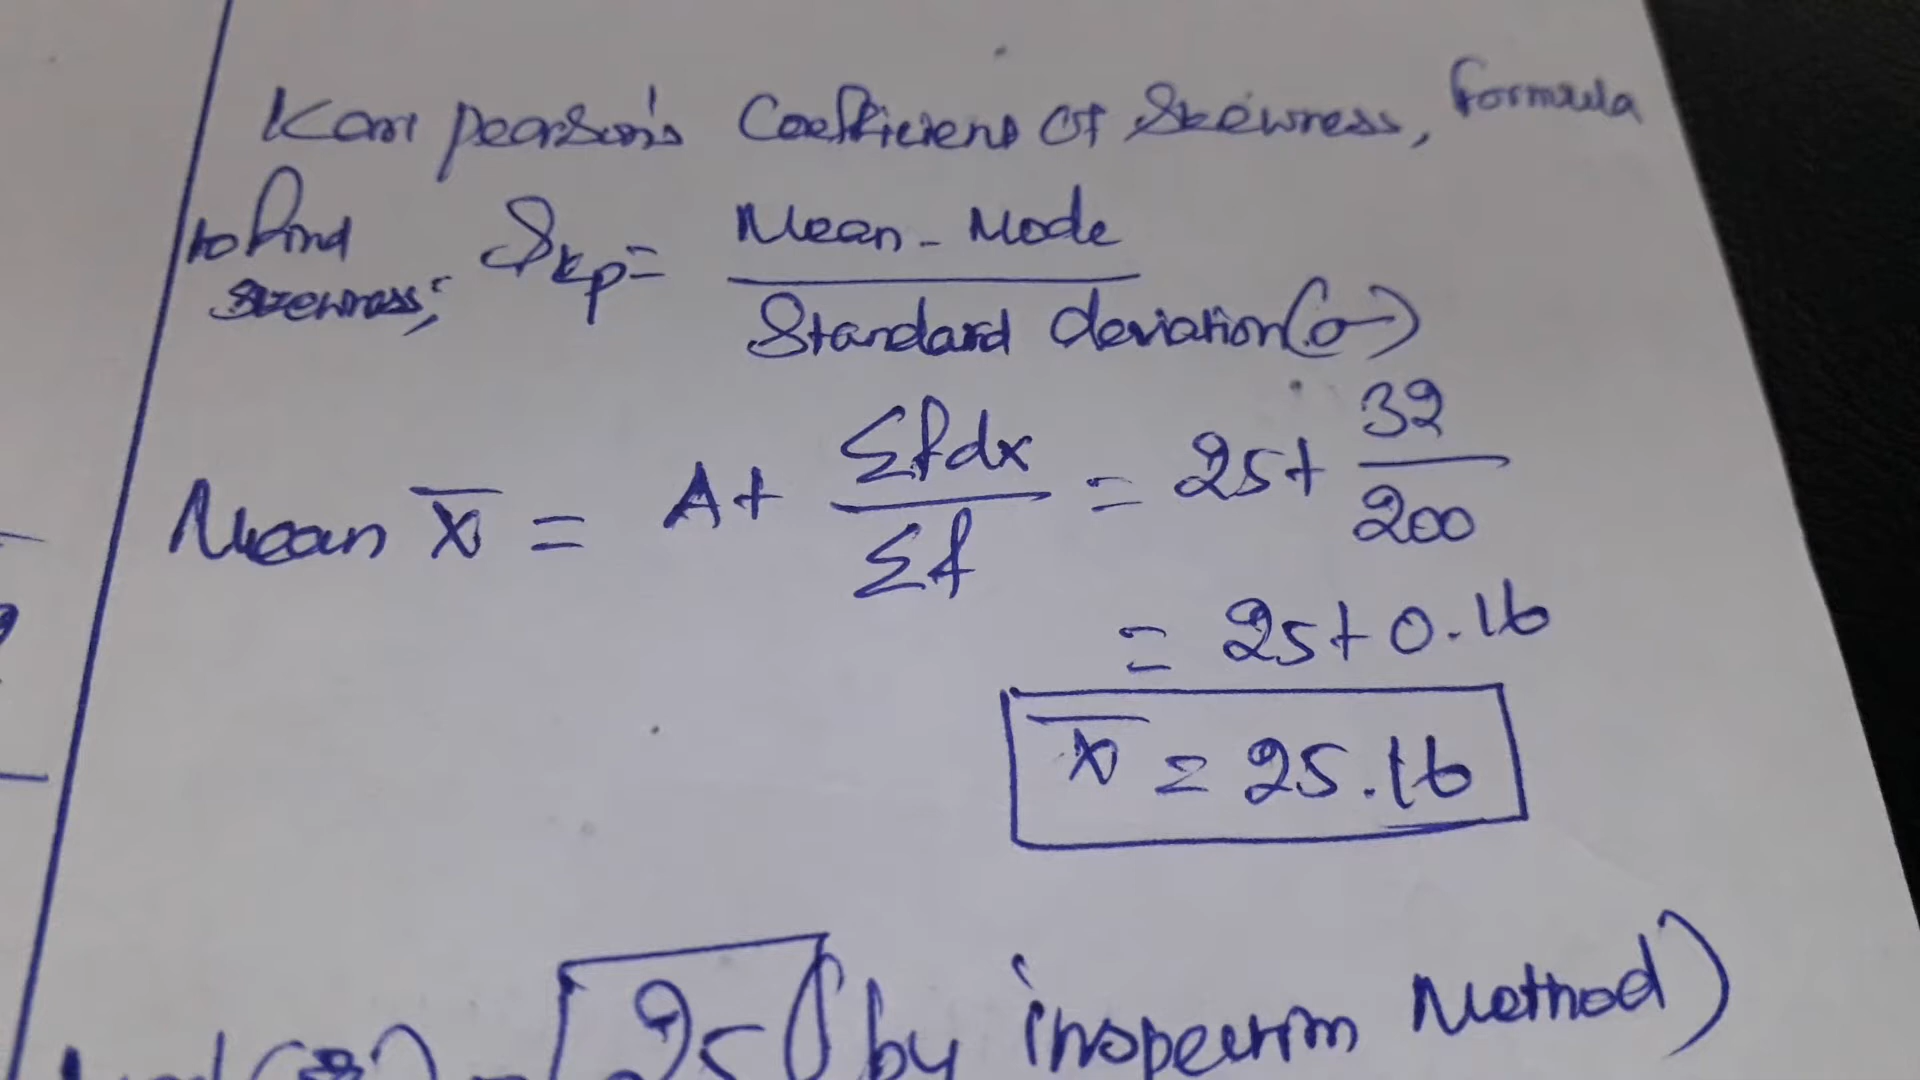 Karl pearson's Coefficient of Skewness, formula
to find skewness; Skp = Mean - Mode / Standard deviation (σ)
Mean x̄ = A + Σfdx / Σf = 25 + 32 / 200
= 25 + 0.16
x̄ = 25.16
= 25 (by inspection Method)